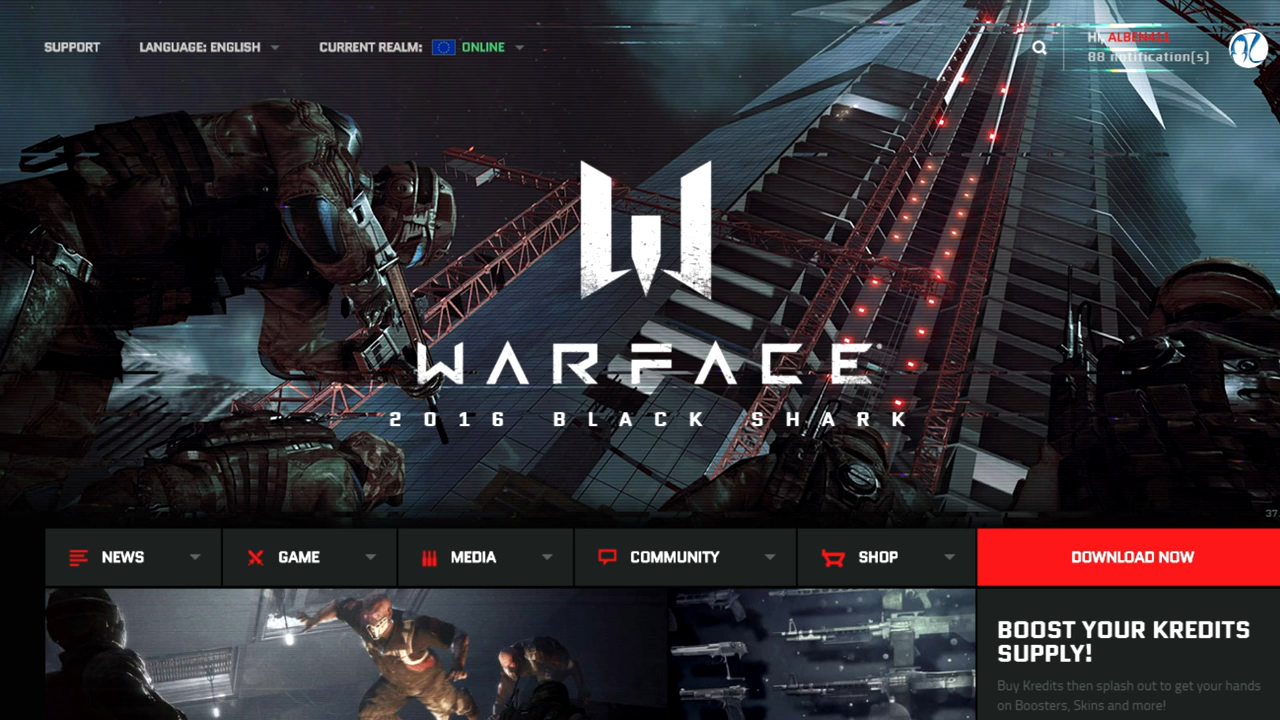 SUPPORT
LANGUAGE: ENGLISH
CURRENT REALM: ONLINE
Hi, ALBEN411
88 notification[s]
WARFACE
2016 BLACK SHARK
37
NEWS
GAME
MEDIA
COMMUNITY
SHOP
DOWNLOAD NOW
BOOST YOUR KREDITS
SUPPLY!
Buy Kredits then splash out to get your hands
on Boosters, Skins and more!